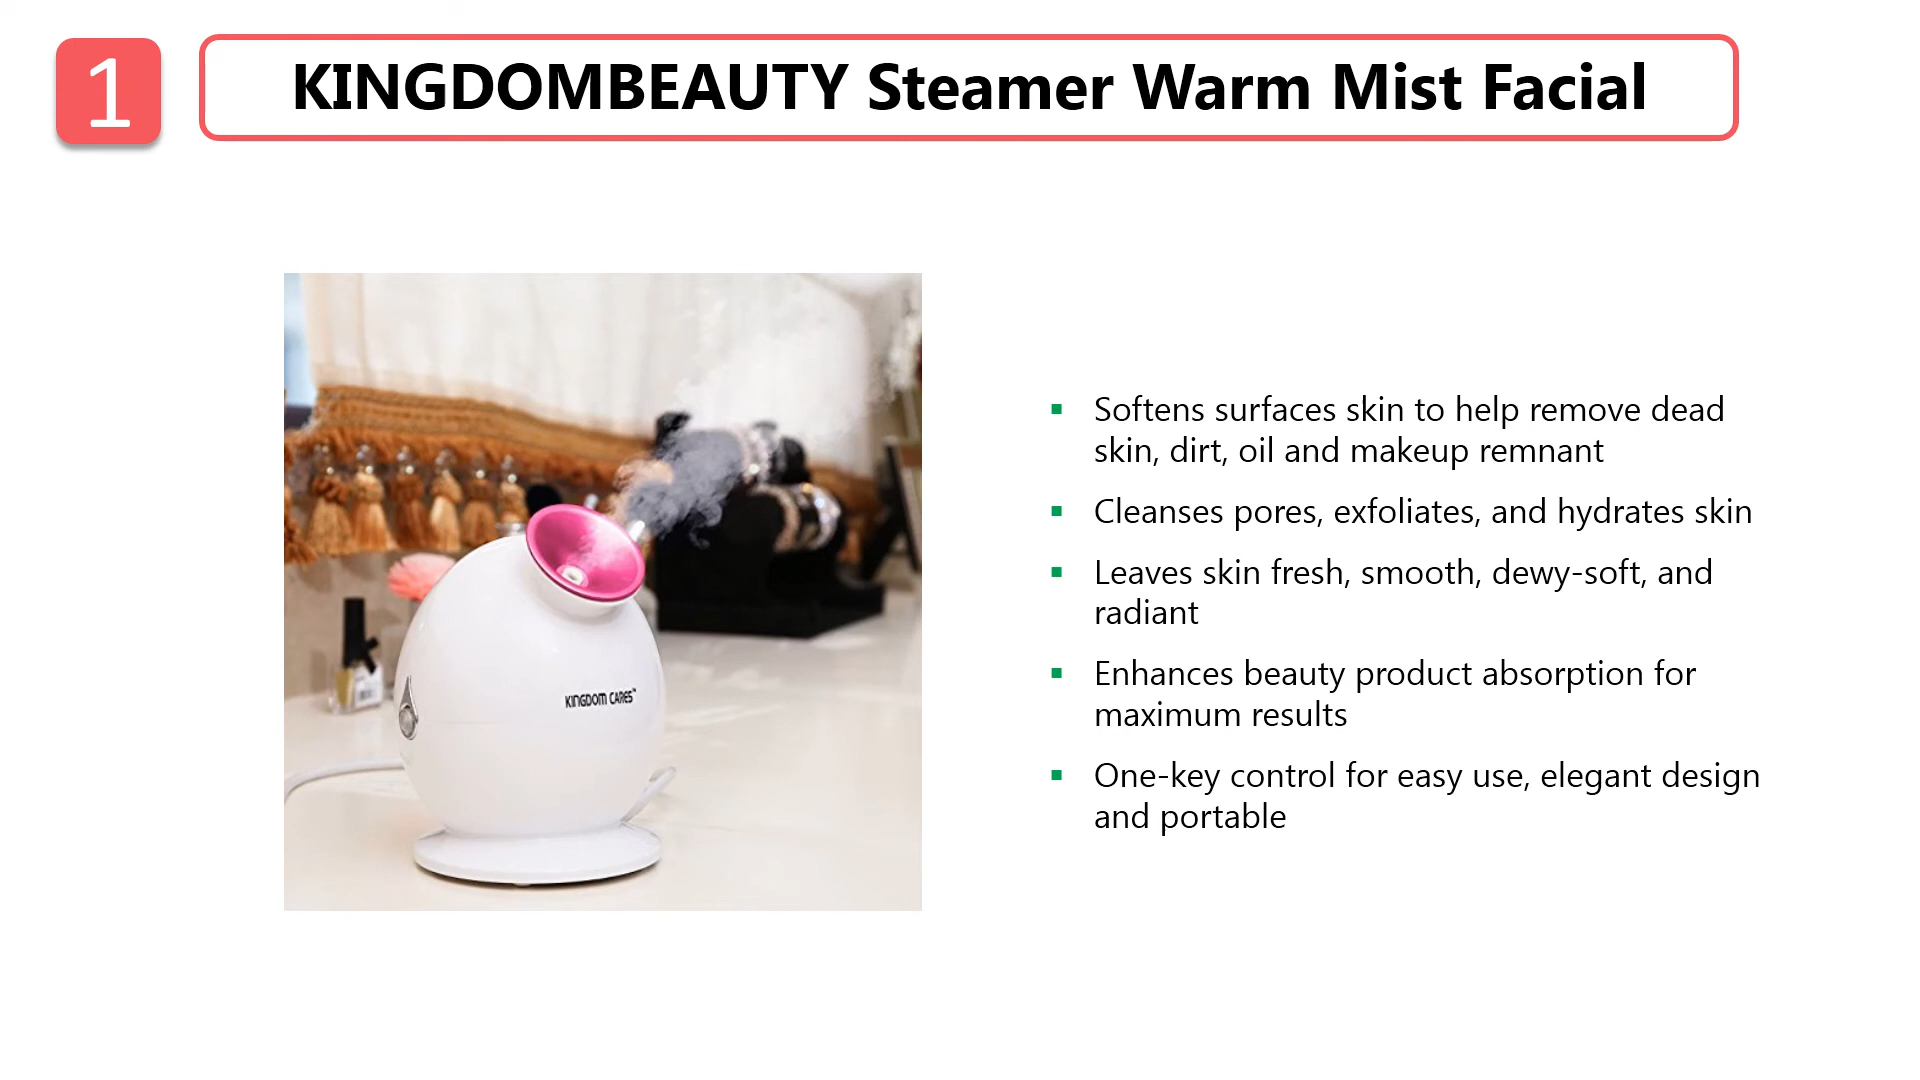 1
KINGDOMBEAUTY Steamer Warm Mist Facial
KINGDOM CARES™
Softens surfaces skin to help remove dead
skin, dirt, oil and makeup remnant
Cleanses pores, exfoliates, and hydrates skin
Leaves skin fresh, smooth, dewy-soft, and
radiant
Enhances beauty product absorption for
maximum results
One-key control for easy use, elegant design
and portable